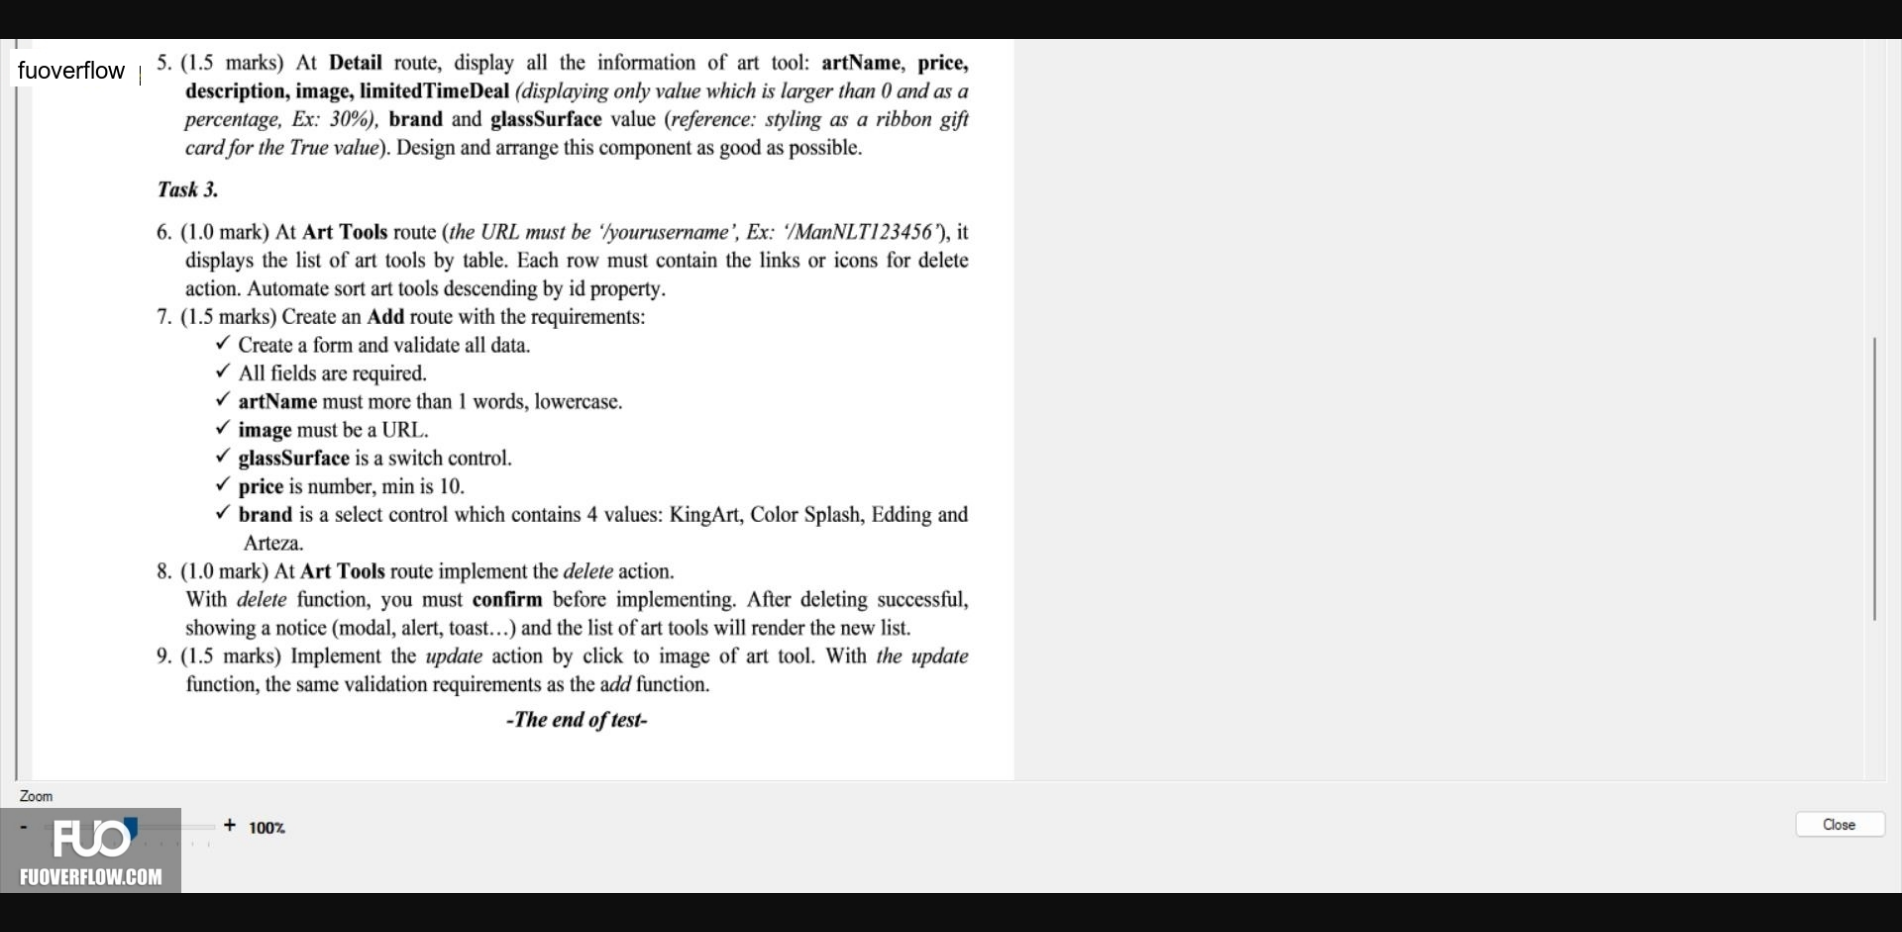 fuoverflow
5. (1.5 marks) At Detail route, display all the information of art tool: artName, price,
description, image, limitedTimeDeal (displaying only value which is larger than 0 and as a
percentage, Ex: 30%), brand and glassSurface value (reference: styling as a ribbon gift
card for the True value). Design and arrange this component as good as possible.
Task 3.
6. (1.0 mark) At Art Tools route (the URL must be ‘/yourusername’, Ex: ‘/ManNLT123456’), it
displays the list of art tools by table. Each row must contain the links or icons for delete
action. Automate sort art tools descending by id property.
7. (1.5 marks) Create an Add route with the requirements:
✓ Create a form and validate all data.
✓ All fields are required.
✓ artName must more than 1 words, lowercase.
✓ image must be a URL.
✓ glassSurface is a switch control.
✓ price is number, min is 10.
✓ brand is a select control which contains 4 values: KingArt, Color Splash, Edding and
Arteza.
8. (1.0 mark) At Art Tools route implement the delete action.
With delete function, you must confirm before implementing. After deleting successful,
showing a notice (modal, alert, toast…) and the list of art tools will render the new list.
9. (1.5 marks) Implement the update action by click to image of art tool. With the update
function, the same validation requirements as the add function.
-The end of test-
Zoom
- + 100%
Close
FUO
FUOVERFLOW.COM